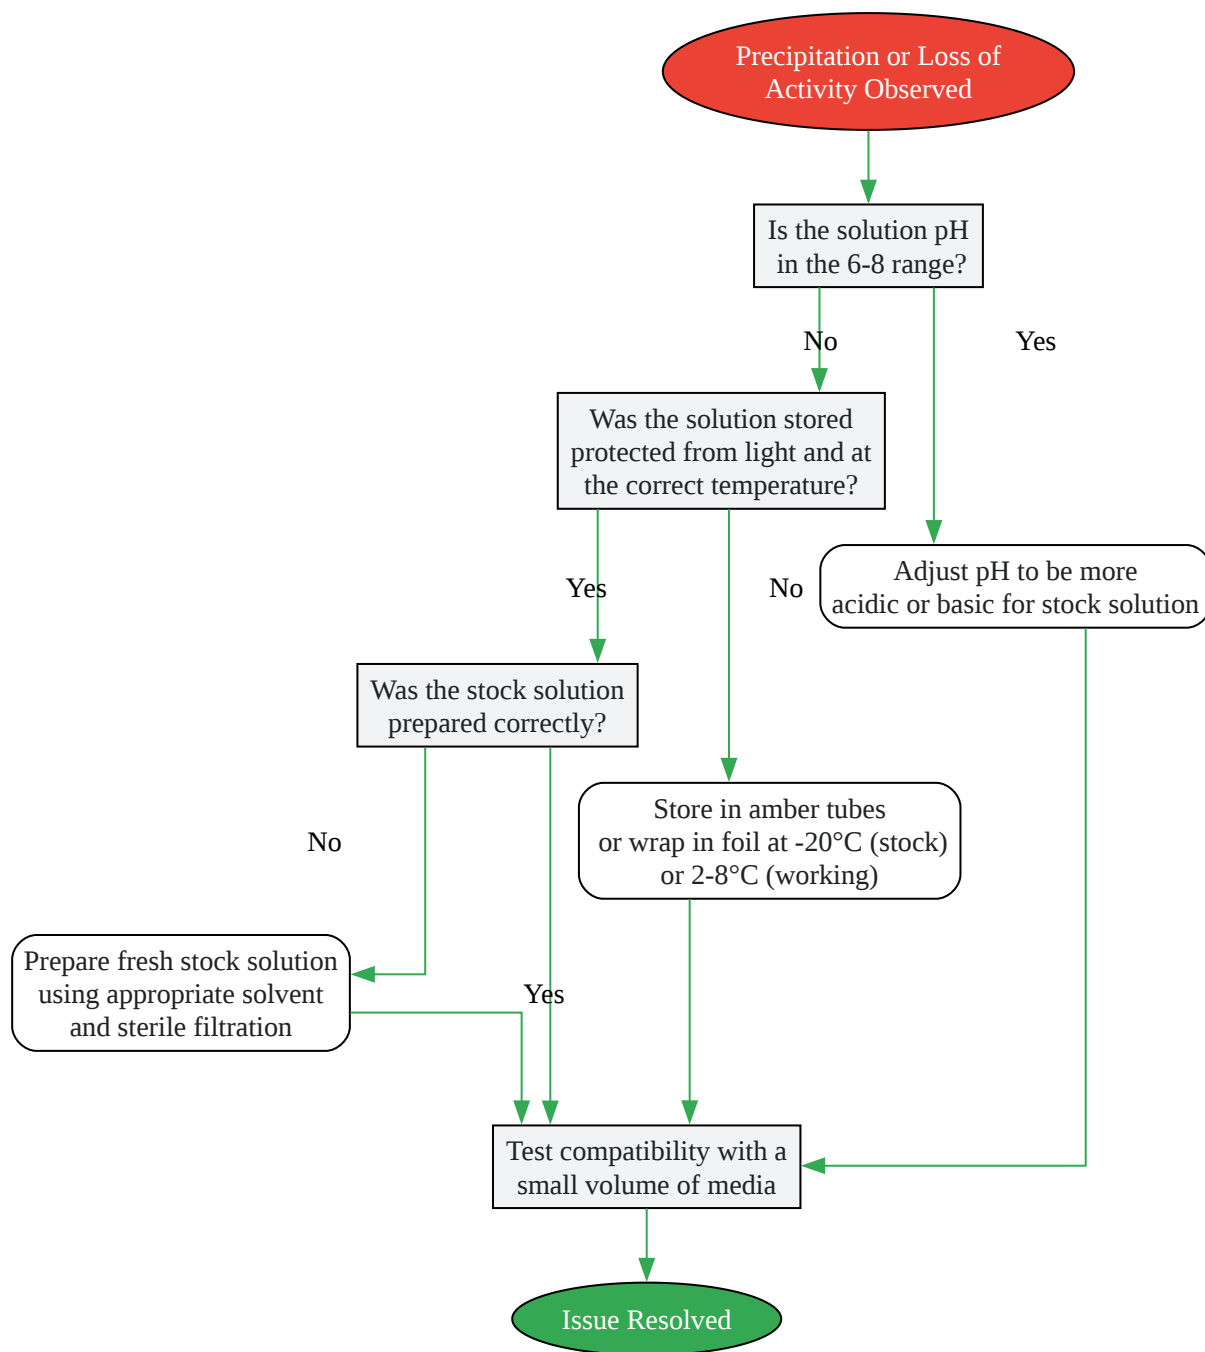 Precipitation or Loss of
Activity Observed
Is the solution pH
in the 6-8 range?
No
Yes
Was the solution stored
protected from light and at
the correct temperature?
Yes
No
Adjust pH to be more
acidic or basic for stock solution
Was the stock solution
prepared correctly?
No
Store in amber tubes
or wrap in foil at -20°C (stock)
or 2-8°C (working)
Prepare fresh stock solution
using appropriate solvent
and sterile filtration
Yes
Test compatibility with a
small volume of media
Issue Resolved